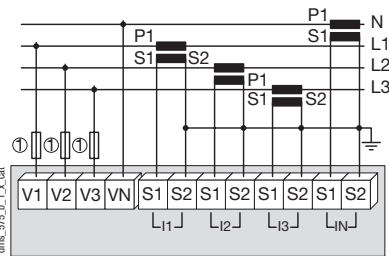 P1 N
S1 L1
P1
S1 S2 L2
P1 L3
S1 S2
① ① ①
V1 V2 V3 VN S1 S2 S1 S2 S1 S2 S1 S2
I1 I2 I3 IN